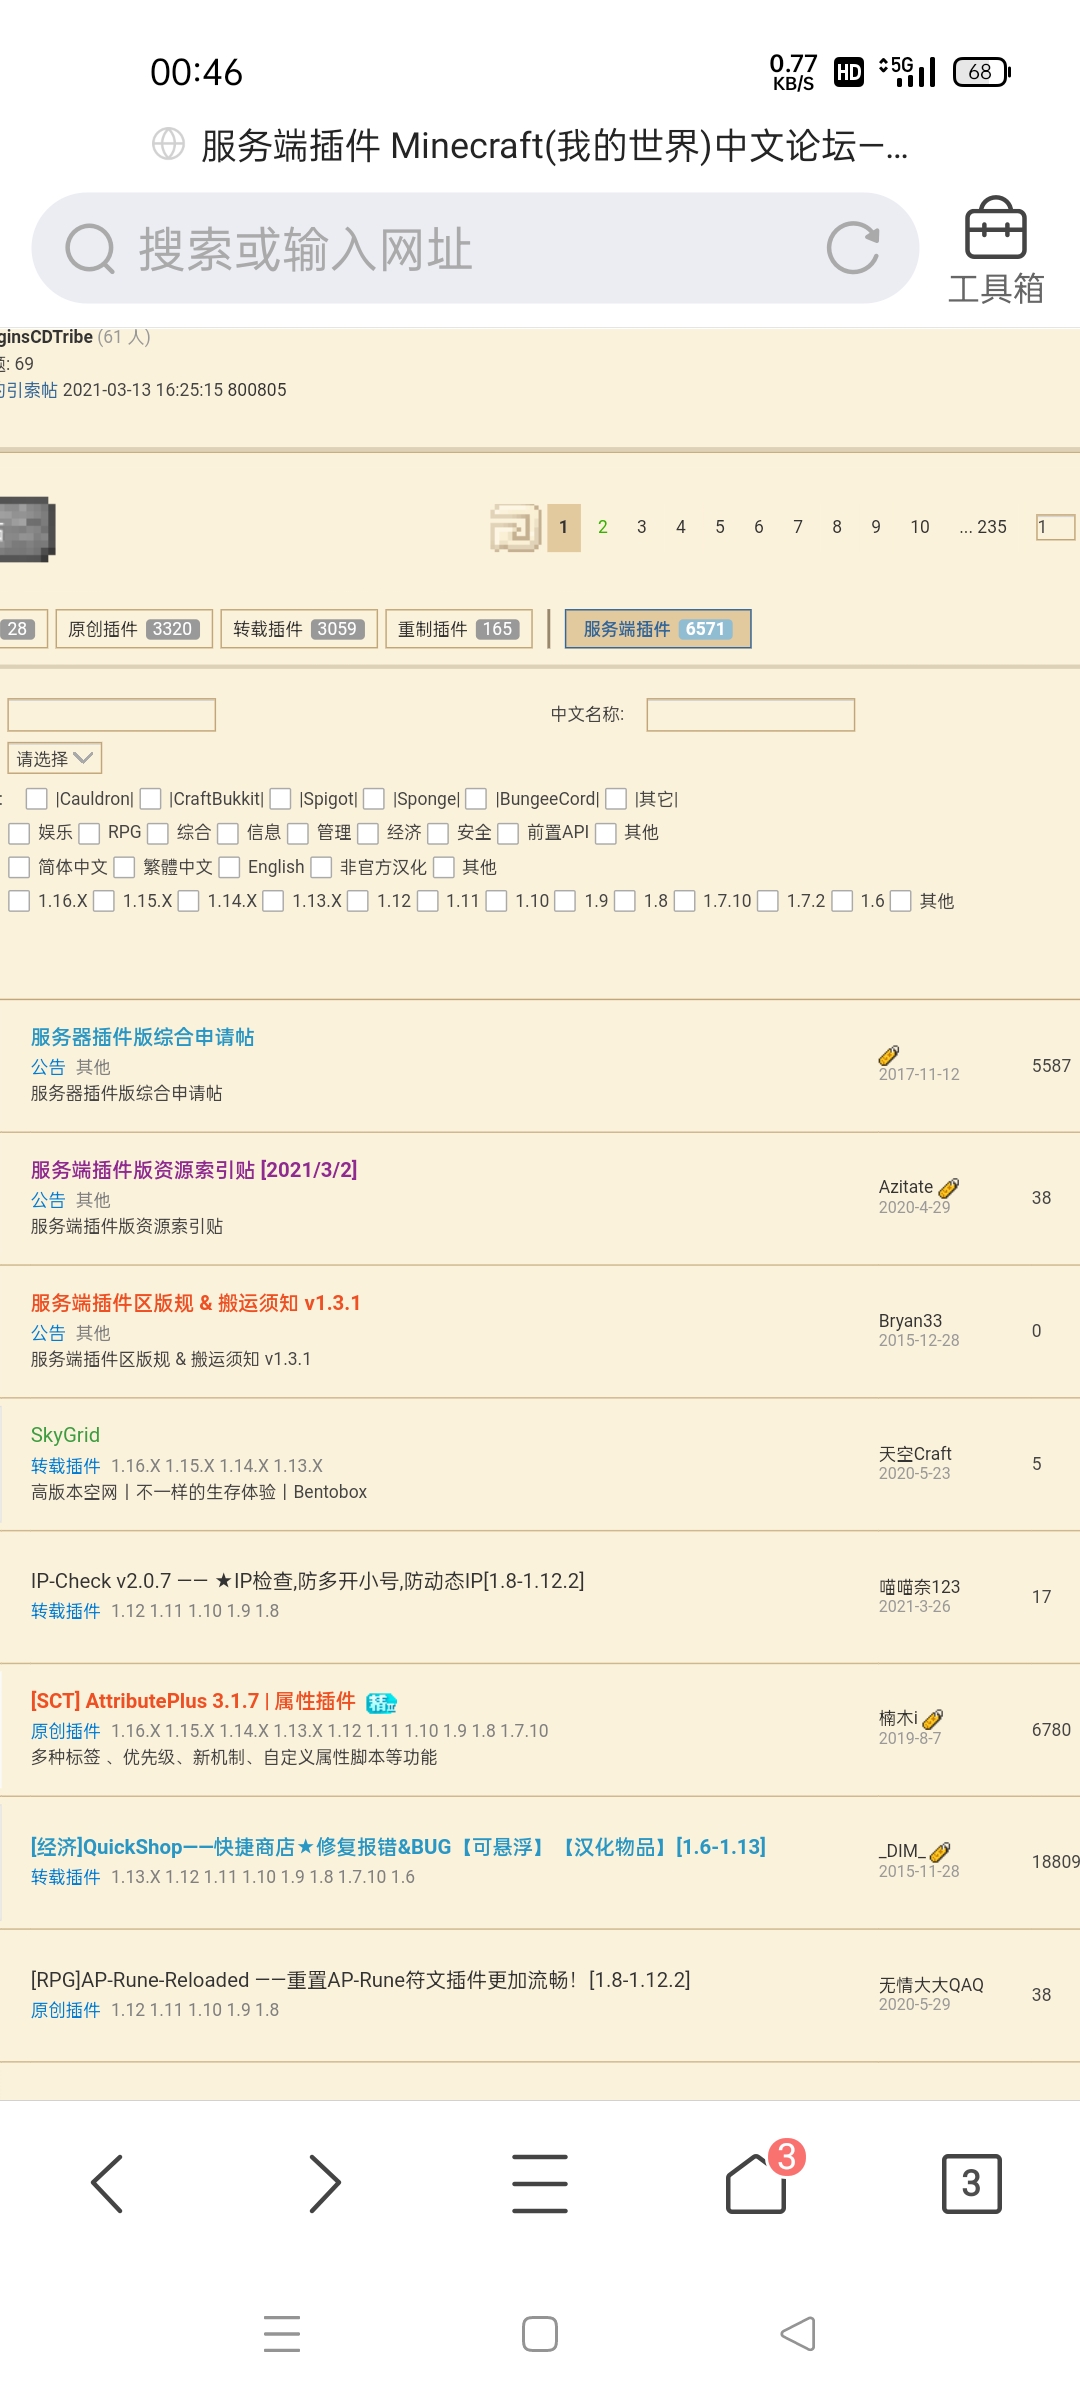 00:46
0.77 KB/S HD 5G 68
服务端插件 Minecraft(我的世界)中文论坛—...
搜索或输入网址
工具箱
ginsCDTribe (61 人)
: 69
引索帖 2021-03-13 16:25:15 800805
1 2 3 4 5 6 7 8 9 10 ... 235 1
28 原创插件 3320 转载插件 3059 重制插件 165 服务端插件 6571
中文名称:
请选择
: |Cauldron| |CraftBukkit| |Spigot| |Sponge| |BungeeCord| |其它|
娱乐 RPG 综合 信息 管理 经济 安全 前置API 其他
简体中文 繁體中文 English 非官方汉化 其他
1.16.X 1.15.X 1.14.X 1.13.X 1.12 1.11 1.10 1.9 1.8 1.7.10 1.7.2 1.6 其他
服务器插件版综合申请帖
公告 其他
服务器插件版综合申请帖
2017-11-12
5587
服务端插件版资源索引贴 [2021/3/2]
公告 其他
服务端插件版资源索引贴
Azitate
2020-4-29
38
服务端插件区版规 & 搬运须知 v1.3.1
公告 其他
服务端插件区版规 & 搬运须知 v1.3.1
Bryan33
2015-12-28
0
SkyGrid
转载插件 1.16.X 1.15.X 1.14.X 1.13.X
高版本空网丨不一样的生存体验丨Bentobox
天空Craft
2020-5-23
5
IP-Check v2.0.7 —— ★IP检查,防多开小号,防动态IP[1.8-1.12.2]
转载插件 1.12 1.11 1.10 1.9 1.8
喵喵奈123
2021-3-26
17
[SCT] AttributePlus 3.1.7 | 属性插件
原创插件 1.16.X 1.15.X 1.14.X 1.13.X 1.12 1.11 1.10 1.9 1.8 1.7.10
多种标签 、优先级、新机制、自定义属性脚本等功能
楠木i
2019-8-7
6780
[经济]QuickShop——快捷商店★修复报错&BUG【可悬浮】【汉化物品】[1.6-1.13]
转载插件 1.13.X 1.12 1.11 1.10 1.9 1.8 1.7.10 1.6
_DIM_
2015-11-28
18809
[RPG]AP-Rune-Reloaded ——重置AP-Rune符文插件更加流畅！[1.8-1.12.2]
原创插件 1.12 1.11 1.10 1.9 1.8
无情大大QAQ
2020-5-29
38
3
3